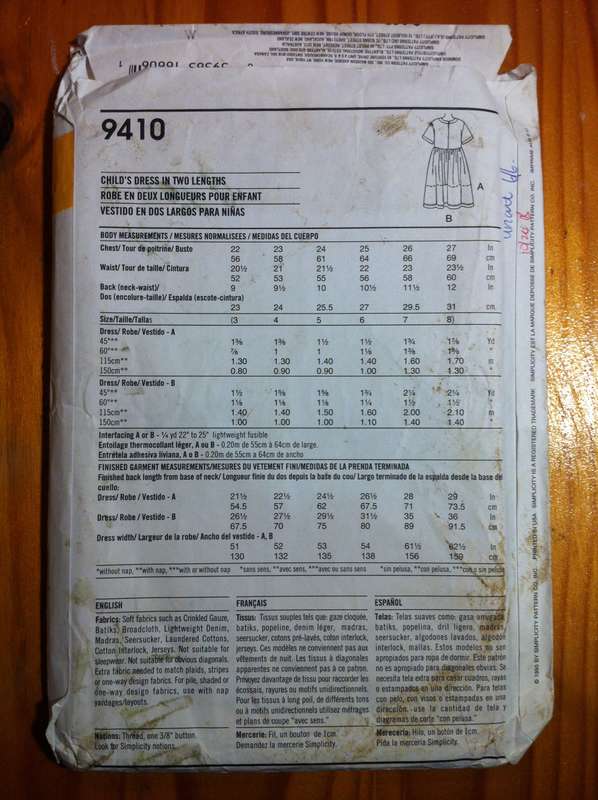 9410
CHILD'S DRESS IN TWO LENGTHS
ROBE EN DEUX LONGUEURS POUR ENFANT
VESTIDO EN DOS LARGOS PARA NIÑAS
A
B
BODY MEASUREMENTS / MESURES NORMALISEES / MEDIDAS DEL CUERPO
Chest/ Tour de poitrine/ Busto 22 23 24 25 26 27 In
56 58 61 64 66 69 cm
Waist/ Tour de taille/ Cintura 20½ 21 21½ 22 23 23½ In
52 53 55 56 58 60 cm
Back (neck-waist)/ 9 9½ 10 10½ 11½ 12 In
Dos (encolure-taille)/ Espalda (escote-cintura)
23 24 25.5 27 29.5 31 cm
Size/Taille/Tallas (3 4 5 6 7 8)
Dress/ Robe/ Vestido - A
45"** 1⅜ 1⅜ 1½ 1½ 1¾ Yd
60"** ⅞ 1 1 "
115cm** 1.30 1.30 1.40 1.40 1.60 1.70 m
150cm** 0.80 0.90 0.90 1.00 1.30 1.30 "
Dress/ Robe/ Vestido - B
45"** 1½ 1¾ 2¼ Yd
60"** 1⅛ 1⅛ 1⅛ 1¼ 1½ 1½ "
115cm** 1.40 1.40 1.50 1.60 2.00 2.10 m
150cm** 1.00 1.00 1.00 1.10 1.40 1.40 "
Interfacing A or B - ¼ yd 22" to 25" lightweight fusible
Entoilage thermocollant léger, A ou B - 0.20m de 55cm à 64cm de large.
Entretela adhesiva liviana, A o B - 0.20m de 55cm a 64cm de ancho
FINISHED GARMENT MEASUREMENTS/MESURES DU VETEMENT FINI/MEDIDAS DE LA PRENDA TERMINADA
Finished back length from base of neck/ Longueur finie du dos depuis la base du cou/ Largo terminado de la espalda desde la base del
cuello:
Dress/ Robe / Vestido - A 21½ 22½ 24½ 26½ 28 29 In
54.5 57 62 67.5 71 73.5 cm
Dress/ Robe / Vestido - B 26½ 27½ 29½ 31½ 35 36 In
67.5 70 75 80 89 91.5 cm
Dress width/ Largeur de la robe/ Ancho del vestido - A, B
51 52 53 54 61½ 62½ In
130 132 135 138 156 159 cm
*without nap, **with nap, ***with or without nap *sans sens, **avec sens, ***avec ou sans sens *sin pelusa, **con pelusa, ***con o sin pelusa
ENGLISH
Fabrics: Soft fabrics such as Crinkled Gauze,
Batiks, Broadcloth, Lightweight Denim,
Madras, Seersucker, Laundered Cottons,
Cotton Interlock, Jerseys. Not suitable for
sleepwear. Not suitable for obvious diagonals.
Extra fabric needed to match plaids, stripes
or one-way design fabrics. For pile, shaded or
one-way design fabrics, use with nap
yardages/layouts.
Notions: Thread, one 3/8" button.
Look for Simplicity notions.
FRANÇAIS
Tissus: Tissus souples tels que: gaze cloquée,
batiks, popeline, denim léger, madras,
seersucker, cotons pré-lavés, coton interlock,
jerseys. Ces modèles ne conviennent pas aux
vêtements de nuit. Les tissus à diagonales
apparentes ne conviennent pas à ce patron.
Prévoyez davantage de tissu pour raccorder les
écossais, rayures ou motifs unidirectionnels.
Pour les tissus à long poil, de différents tons
ou à motifs unidirectionnels utilisez métrages
et plans de coupe "avec sens."
Mercerie: Fil, un bouton de 1cm.
Demandez la mercerie Simplicity.
ESPAÑOL
Telas: Telas suaves como: gasa arrugada,
batiks, popelina, dril ligero, madras,
seersucker, algodones lavados, algodón
interlock, mallas. Estos modelos no son
apropiados para ropa de dormir. Este patrón
no es apropiado para diagonales obvios. Se
necesita tela extra para casar cuadros, rayas
o estampados en una dirección. Para telas
con pelo, con visos o estampadas en una
dirección, use la cantidad de tela y
diagramas de corte "con pelusa."
Mercería: Hilo, un botón de 1cm.
Pida la mercería Simplicity.
© 1995 BY SIMPLICITY PATTERN CO. INC. PRINTED IN USA SIMPLICITY IS A REGISTERED TRADEMARK SIMPLICITY EST LA MARQUE DEPOSEE DE SIMPLICITY PATTERN CO. INC.